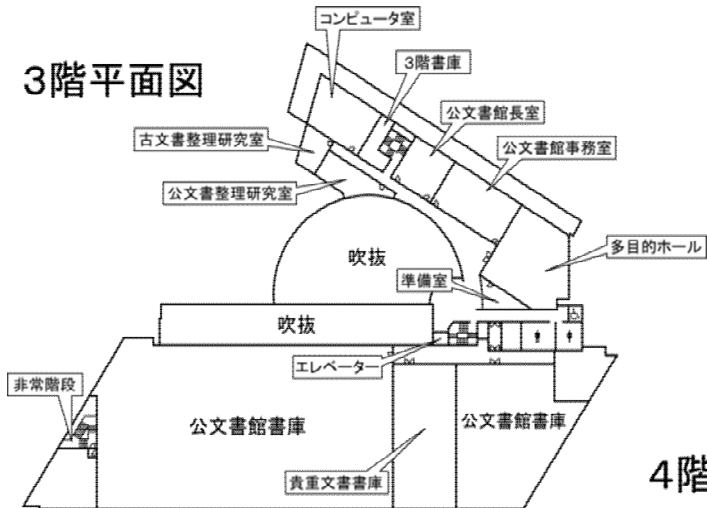 コンピュータ室
3階平面図
3階書庫
公文書館長室
古文書整理研究室
公文書館事務室
公文書整理研究室
多目的ホール
吹抜
準備室
吹抜
エレベーター
非常階段
公文書館書庫
公文書館書庫
貴重文書書庫
4階